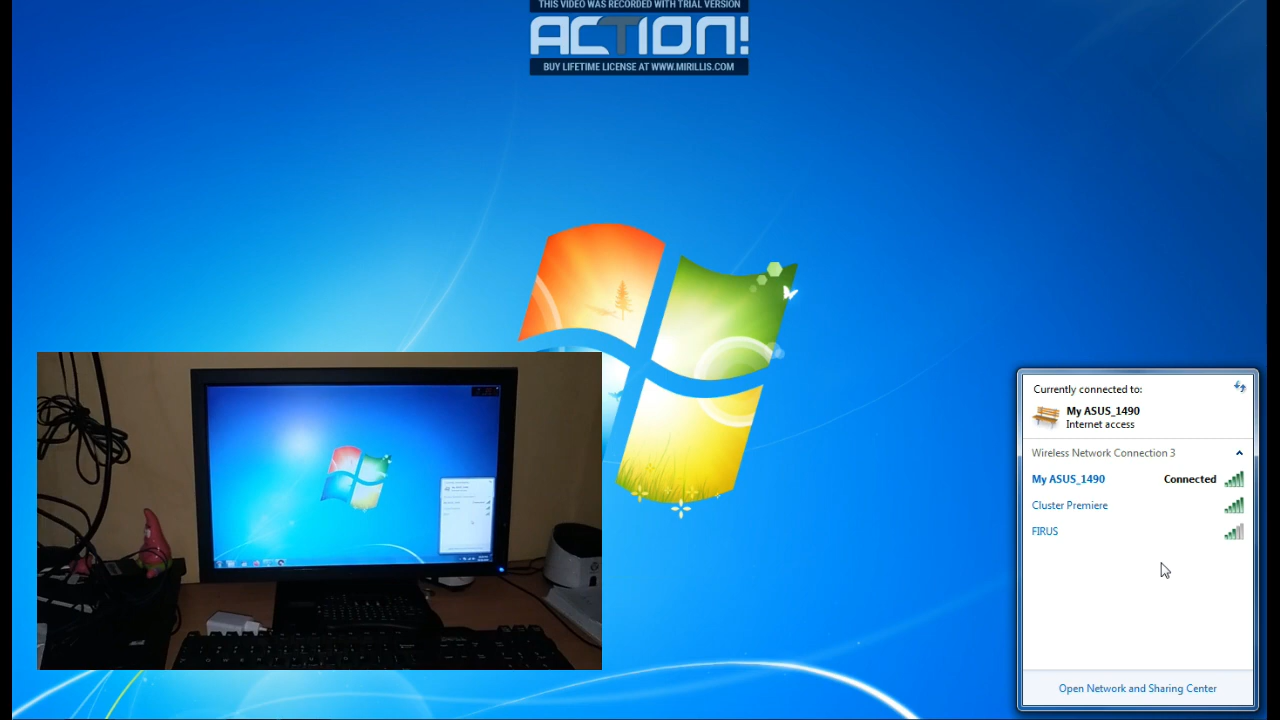 THIS VIDEO WAS RECORDED WITH TRIAL VERSION
ACTION!
BUY LIFETIME LICENSE AT WWW.MIRILLIS.COM
Currently connected to:
My ASUS_1490
Internet access
Wireless Network Connection 3
My ASUS_1490 Connected
Cluster Premiere
FIRUS
Open Network and Sharing Center